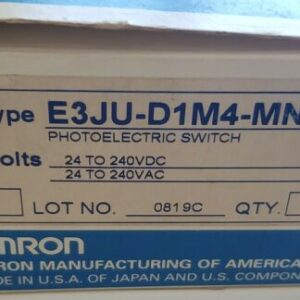 ype E3JU-D1M4-MN
PHOTOELECTRIC SWITCH
olts 24 TO 240VDC
24 TO 240VAC
LOT NO. 0819C QTY.
MRON
RON MANUFACTURING OF AMERICA
DE IN U.S.A. OF JAPAN AND U.S. COMPONE